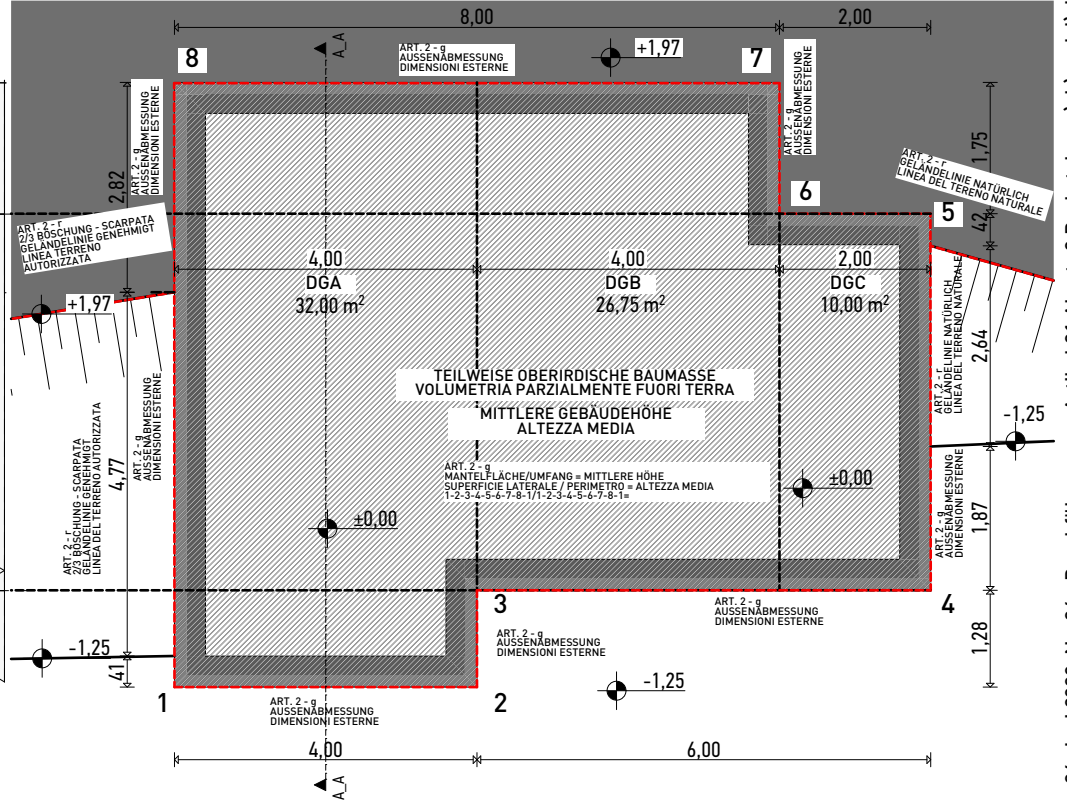 8,00
2,00
A_A
8
ART. 2 - g
AUSSENABMESSUNG
DIMENSIONI ESTERNE
+1,97
7
ART. 2 - g
AUSSENABMESSUNG
DIMENSIONI ESTERNE
ART. 2 - g
AUSSENABMESSUNG
DIMENSIONI ESTERNE
1,75
2,82
ART. 2 - r
GELÄNDELINIE NATÜRLICH
LINEA DEL TERENO NATURALE
6
5
42
ART. 2 - r
2/3 BÖSCHUNG - SCARPATA
GELÄNDELINIE GENEHMIGT
LINEA TERRENO
AUTORIZZATA
4,00
DGA
32,00 m²
4,00
DGB
26,75 m²
2,00
DGC
10,00 m²
+1,97
ART. 2 - r
GELÄNDELINIE NATÜRLICH
LINEA DEL TERRENO NATURALE
2,64
TEILWEISE OBERIRDISCHE BAUMASSE
VOLUMETRIA PARZIALMENTE FUORI TERRA
MITTLERE GEBÄUDEHÖHE
ALTEZZA MEDIA
-1,25
ART. 2 - r
2/3 BÖSCHUNG - SCARPATA
GELÄNDELINIE GENEHMIGT
LINEA DEL TERRENO AUTORIZZATA
4,77
ART. 2 - g
AUSSENABMESSUNG
DIMENSIONI ESTERNE
ART. 2 - g
MANTELFLÄCHE/UMFANG = MITTLERE HÖHE
SUPERFICIE LATERALE / PERIMETRO = ALTEZZA MEDIA
1-2-3-4-5-6-7-8-1/1-2-3-4-5-6-7-8-1=
±0,00
±0,00
ART. 2 - g
AUSSENABMESSUNG
DIMENSIONI ESTERNE
1,87
3
ART. 2 - g
AUSSENABMESSUNG
DIMENSIONI ESTERNE
4
ART. 2 - g
AUSSENABMESSUNG
DIMENSIONI ESTERNE
1,28
-1,25
41
-1,25
1
ART. 2 - g
AUSSENABMESSUNG
DIMENSIONI ESTERNE
2
4,00
6,00
A_A